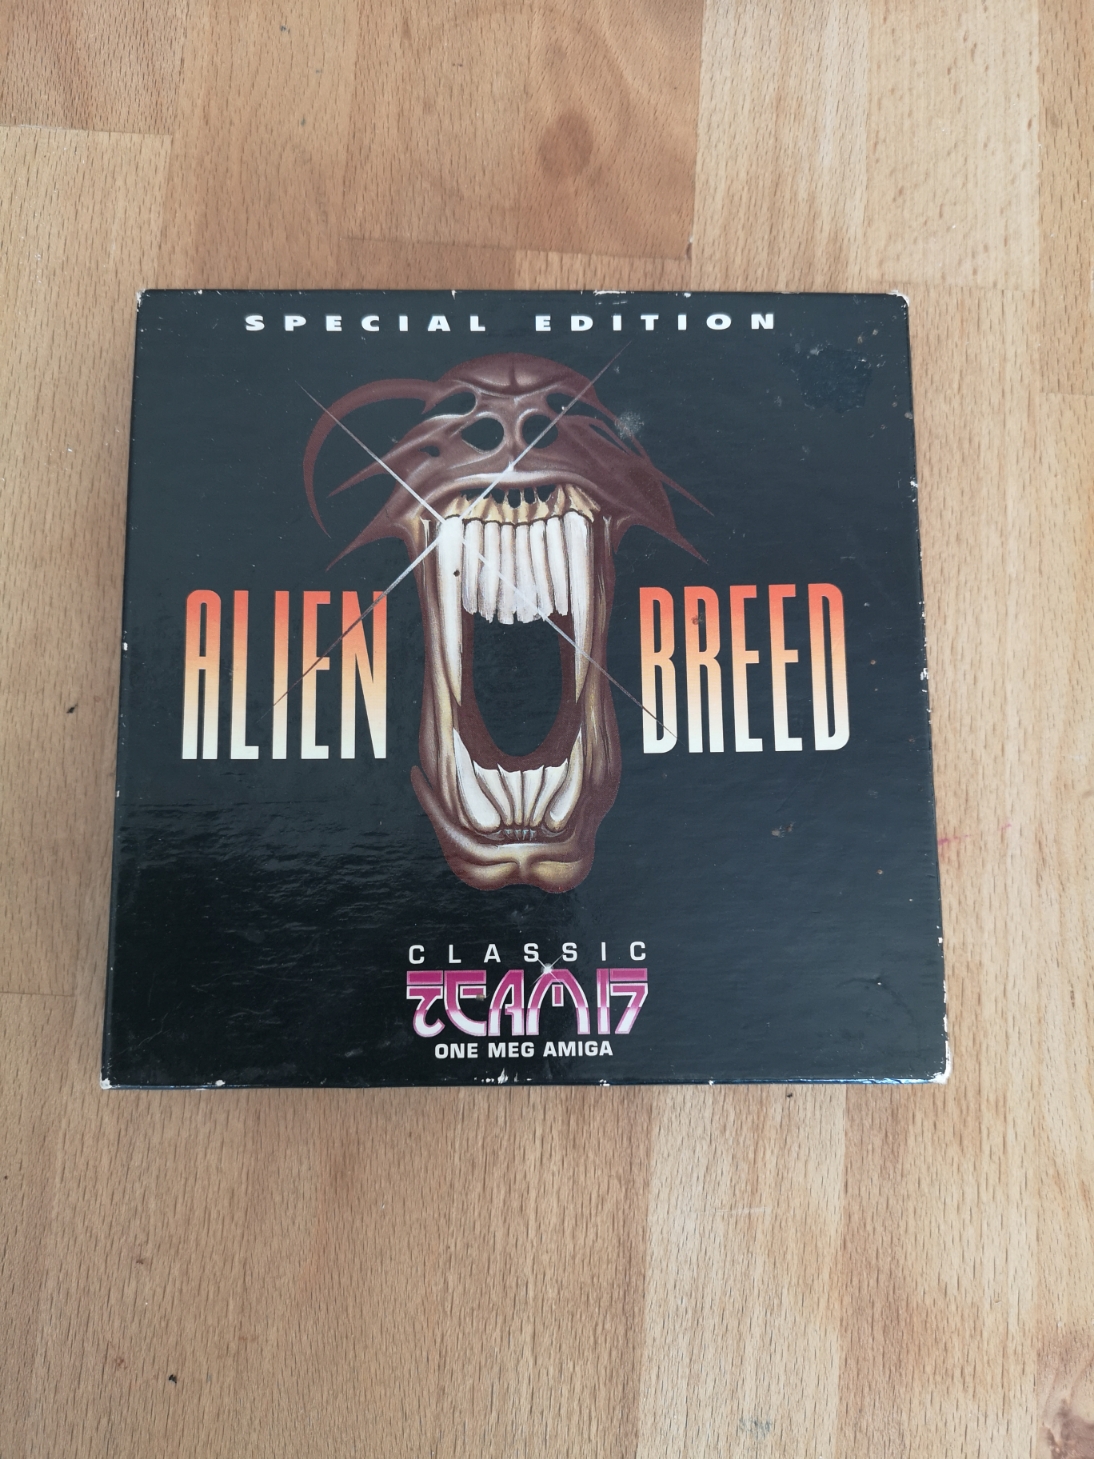 SPECIAL EDITION
ALIEN BREED
CLASSIC
TEAM17
ONE MEG AMIGA